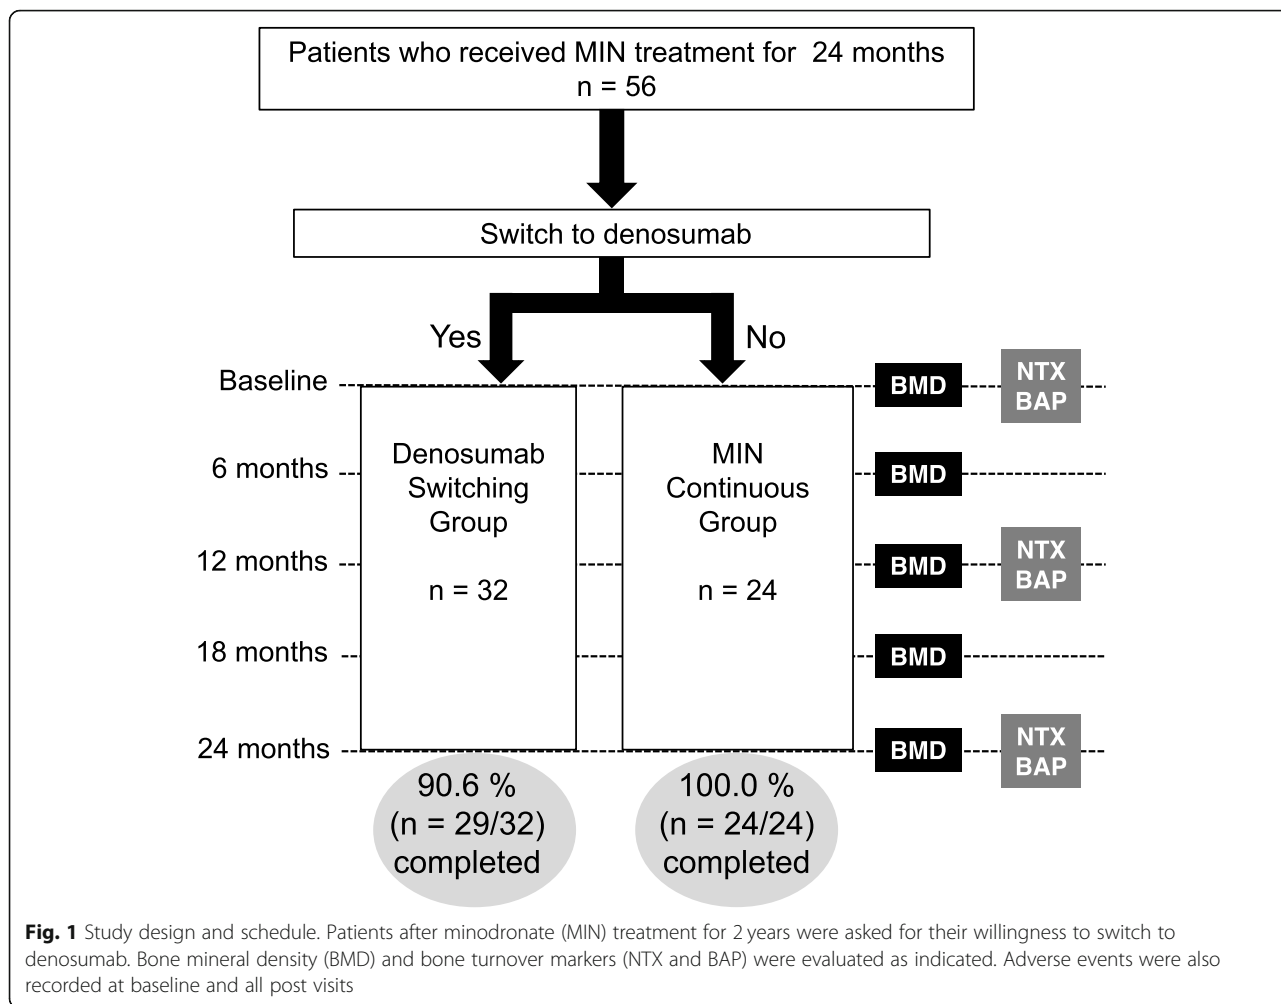 Patients who received MIN treatment for 24 months
n = 56
Switch to denosumab
Yes
No
Baseline
BMD
NTX
BAP
6 months
Denosumab
Switching
Group
n = 32
MIN
Continuous
Group
n = 24
BMD
12 months
BMD
NTX
BAP
18 months
BMD
24 months
BMD
NTX
BAP
90.6 %
(n = 29/32)
completed
100.0 %
(n = 24/24)
completed
Fig. 1 Study design and schedule. Patients after minodronate (MIN) treatment for 2 years were asked for their willingness to switch to
denosumab. Bone mineral density (BMD) and bone turnover markers (NTX and BAP) were evaluated as indicated. Adverse events were also
recorded at baseline and all post visits